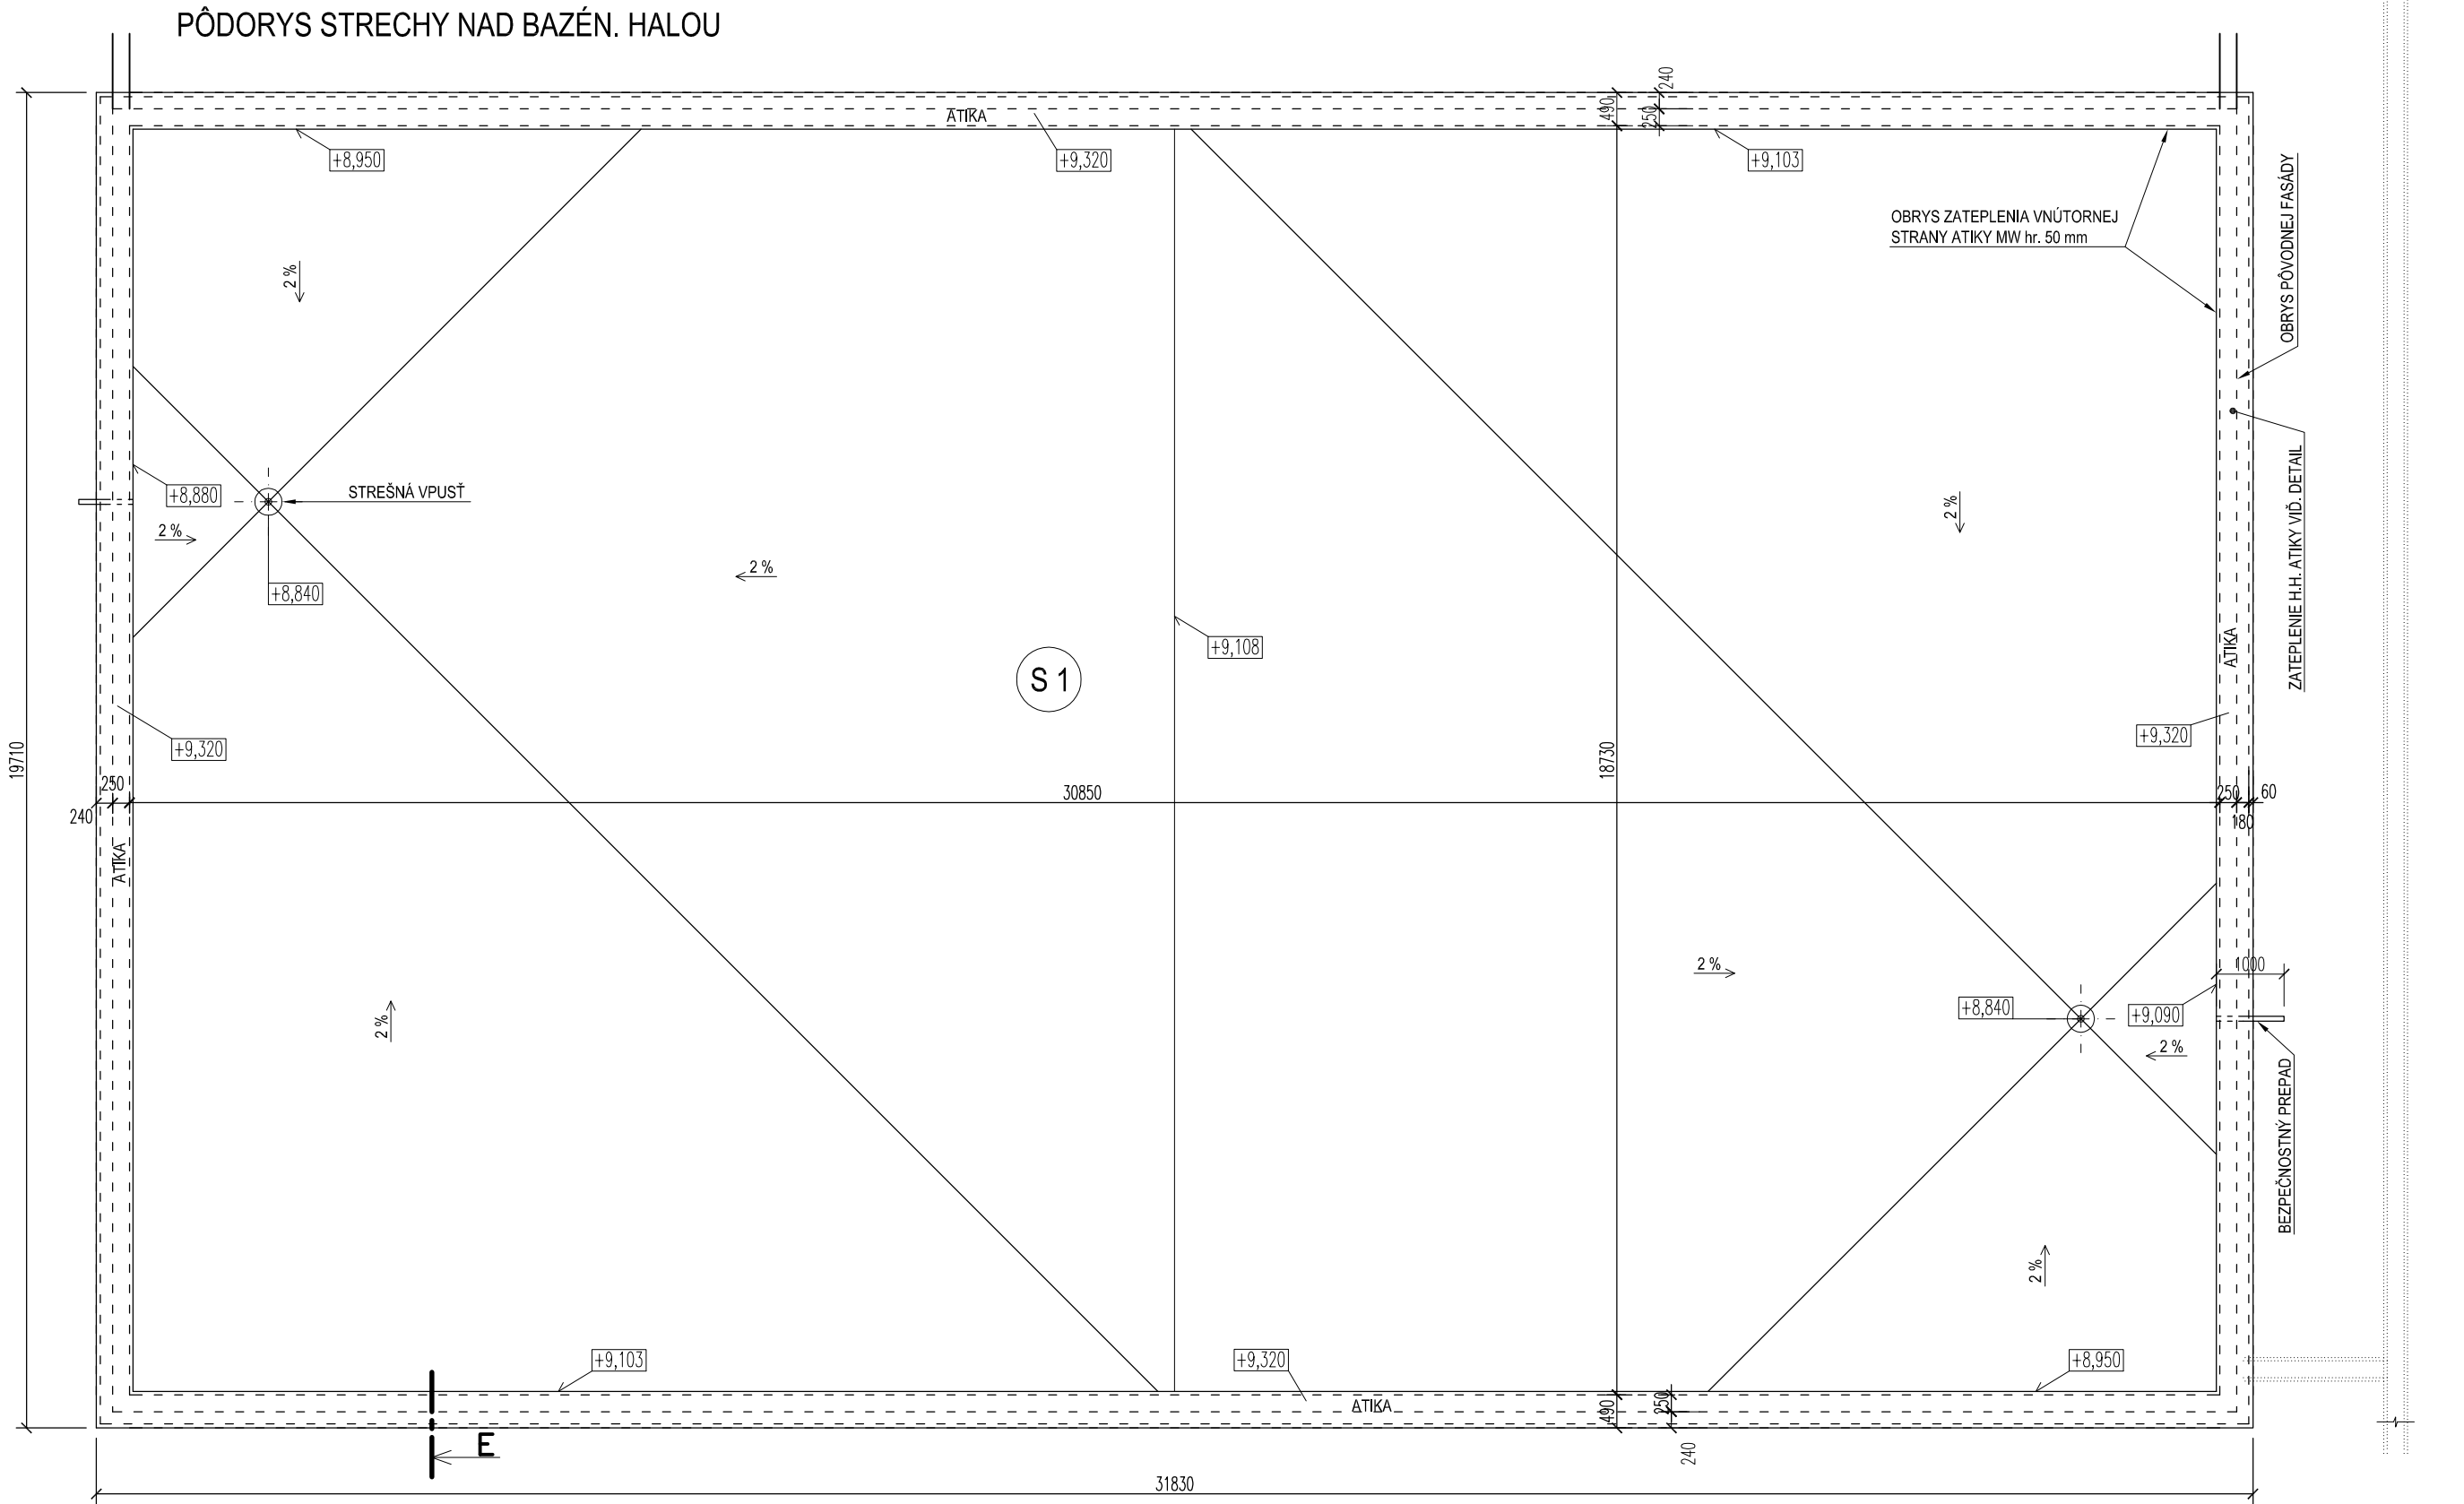 PÔDORYS STRECHY NAD BAZÉN. HALOU
240
490
250
ATIKA
+8,950
+9,320
+9,103
OBRYS PÔVODNEJ FASÁDY
OBRYS ZATEPLENIA VNÚTORNEJ
STRANY ATIKY MW hr. 50 mm
2 %
+8,880
STREŠNÁ VPUSŤ
2 %
2 %
2 %
+8,840
ZATEPLENIE H.H. ATIKY VIĎ. DETAIL
+9,108
S 1
ATIKA
+9,320
+9,320
19710
18730
250
240
30850
250
60
180
ATIKA
2 %
1000
+8,840
+9,090
2 %
2 %
BEZPEČNOSTNÝ PREPAD
2 %
+9,103
+9,320
+8,950
ATIKA
490
250
240
E
31830